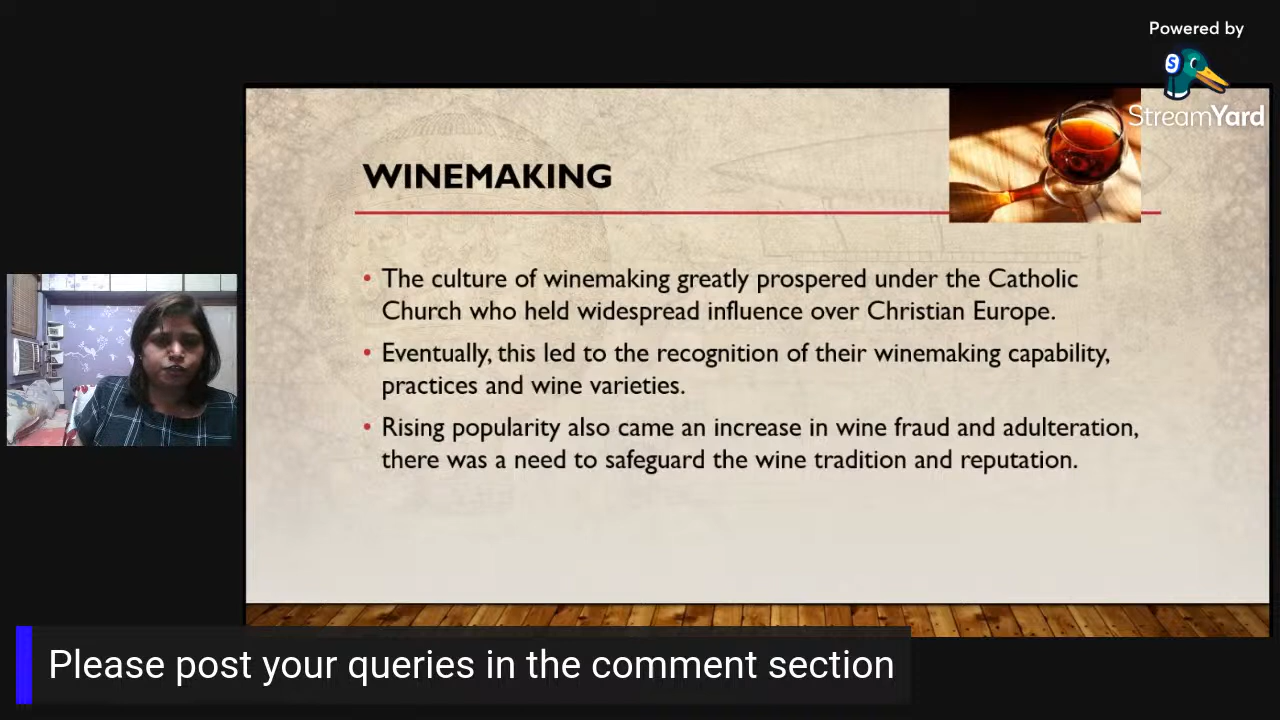 Powered by
StreamYard
WINEMAKING
• The culture of winemaking greatly prospered under the Catholic
Church who held widespread influence over Christian Europe.
• Eventually, this led to the recognition of their winemaking capability,
practices and wine varieties.
• Rising popularity also came an increase in wine fraud and adulteration,
there was a need to safeguard the wine tradition and reputation.
Please post your queries in the comment section